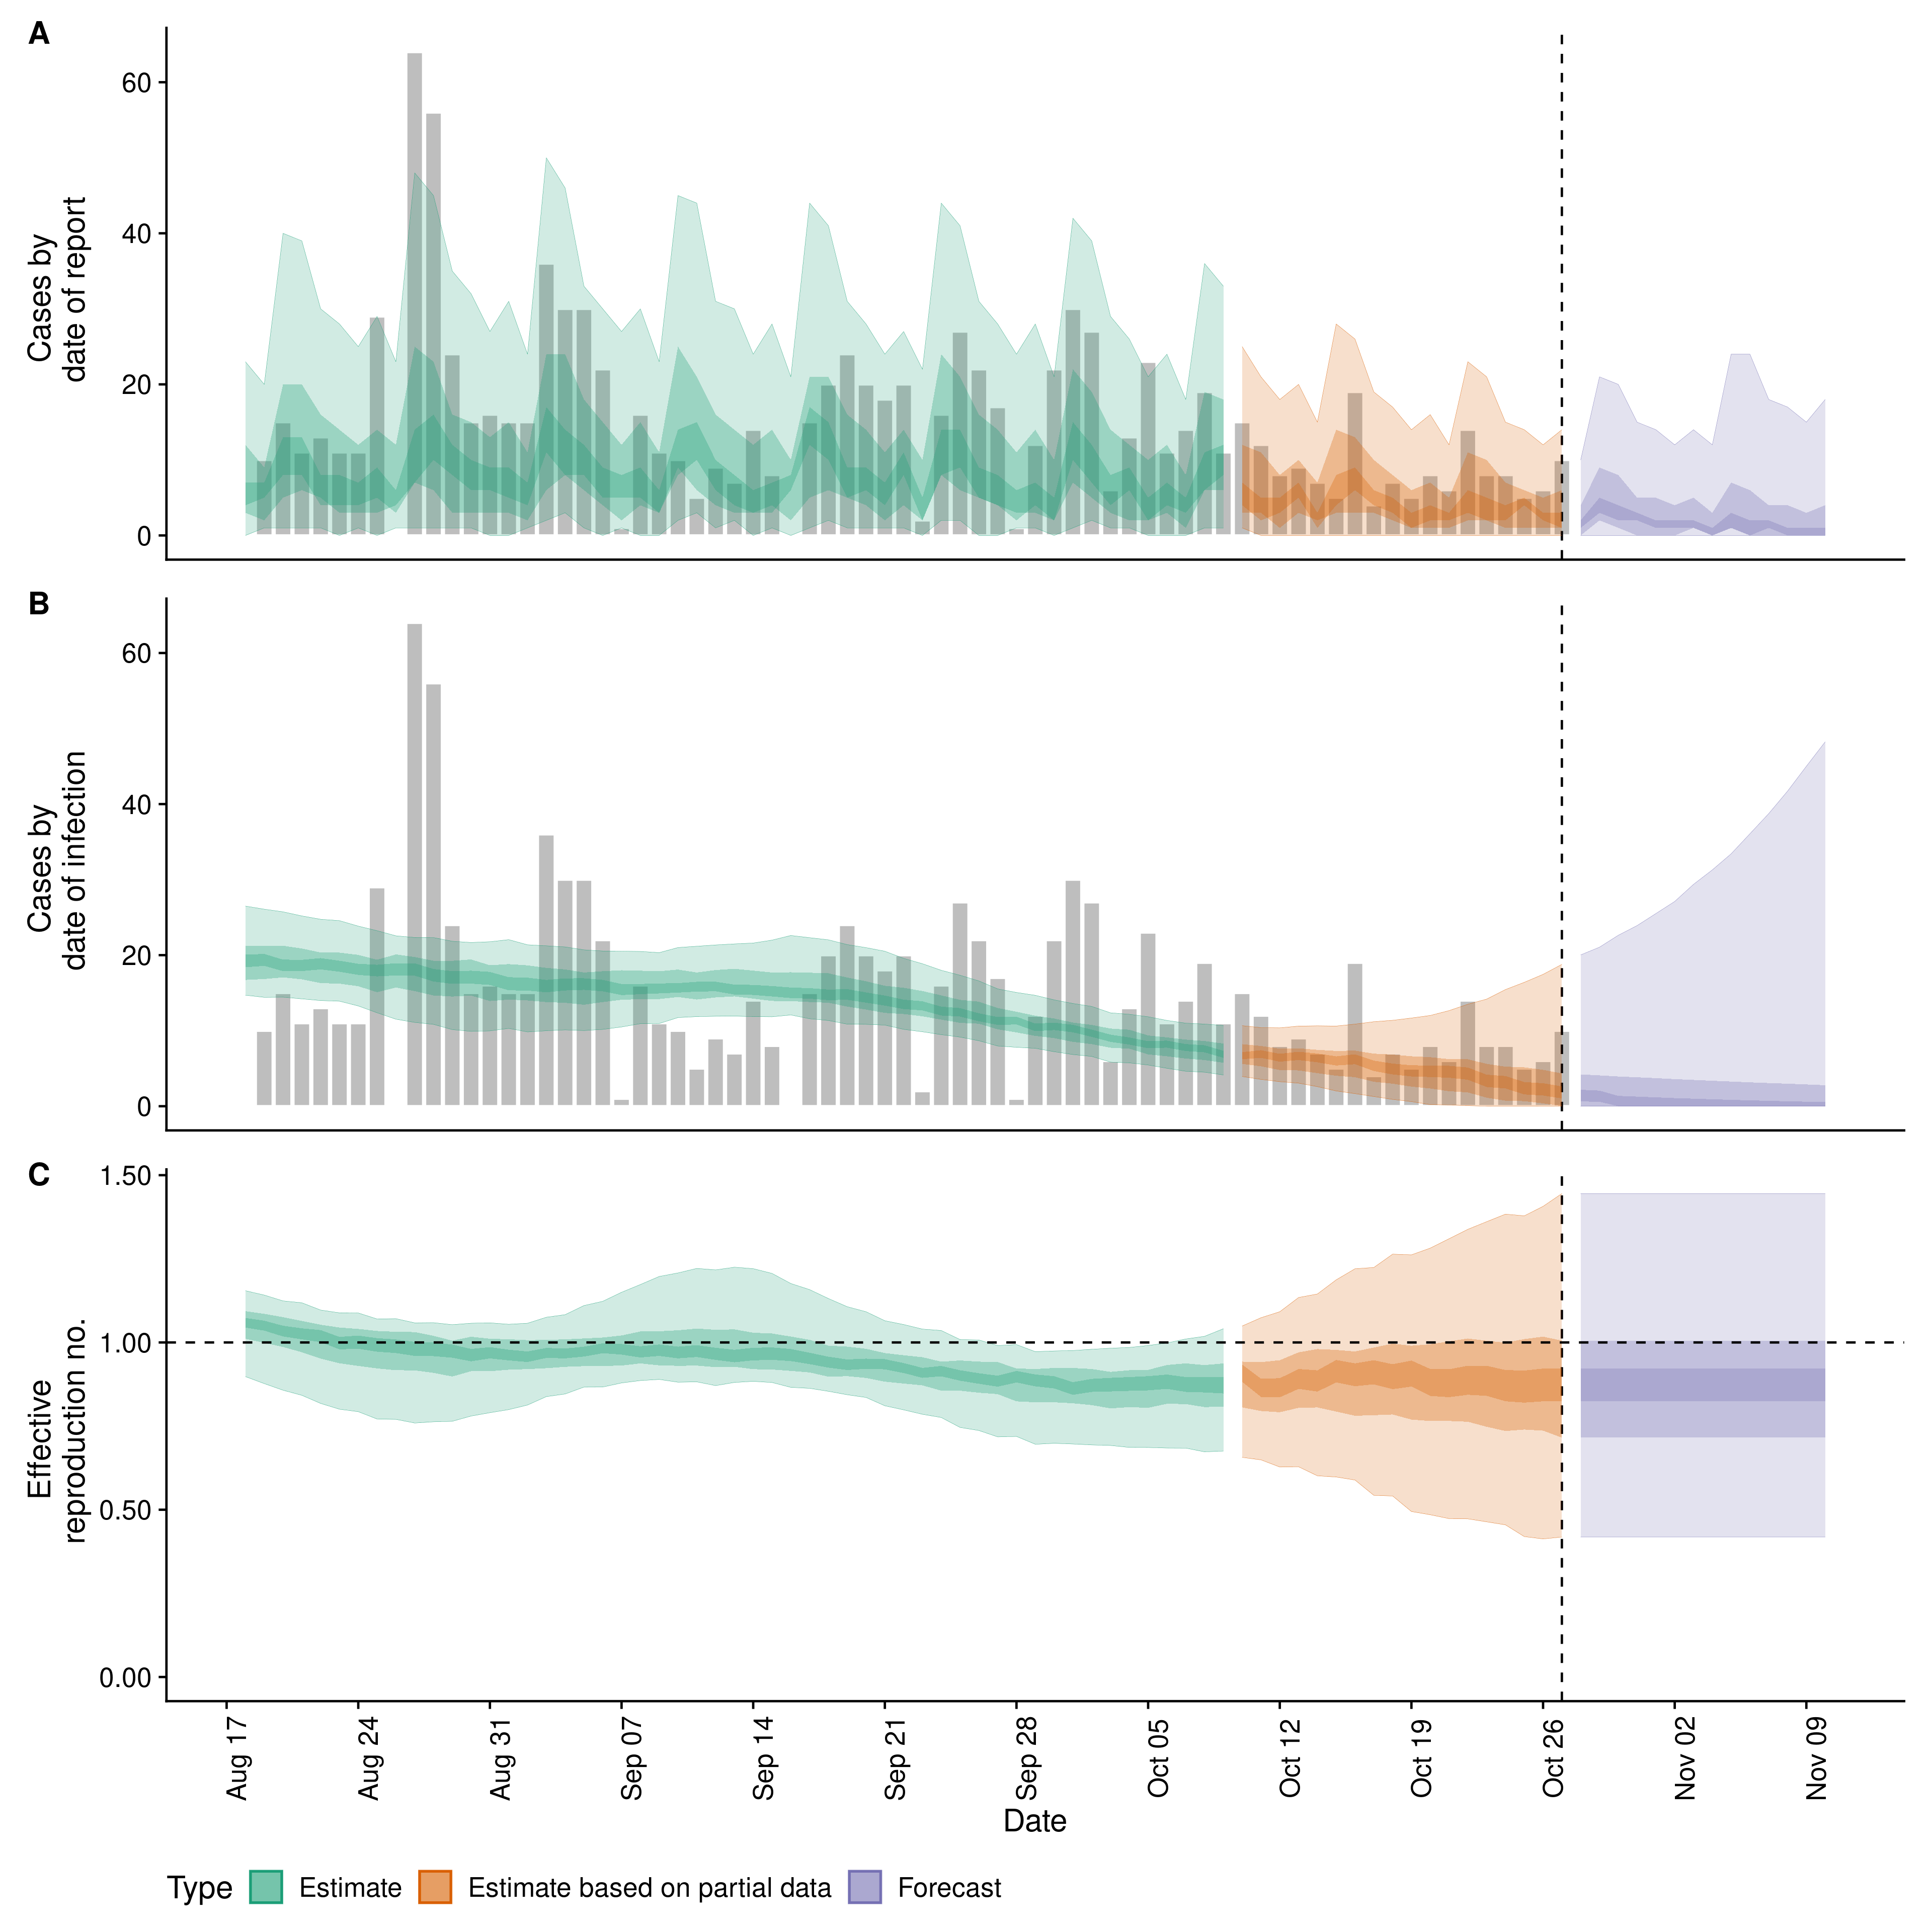 A
Cases by
date of report
60
40
20
0
B
Cases by
date of infection
60
40
20
0
C
Effective
reproduction no.
1.50
1.00
0.50
0.00
Aug 17
Aug 24
Aug 31
Sep 07
Sep 14
Sep 21
Sep 28
Oct 05
Oct 12
Oct 19
Oct 26
Nov 02
Nov 09
Date
Type Estimate Estimate based on partial data Forecast